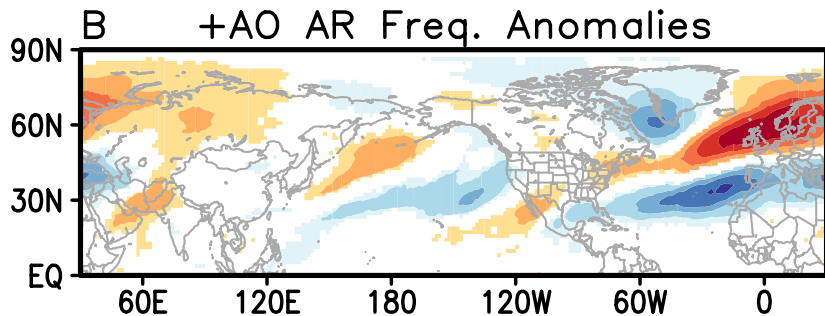 B +AO AR Freq. Anomalies
90N
60N
30N
EQ
60E 120E 180 120W 60W 0